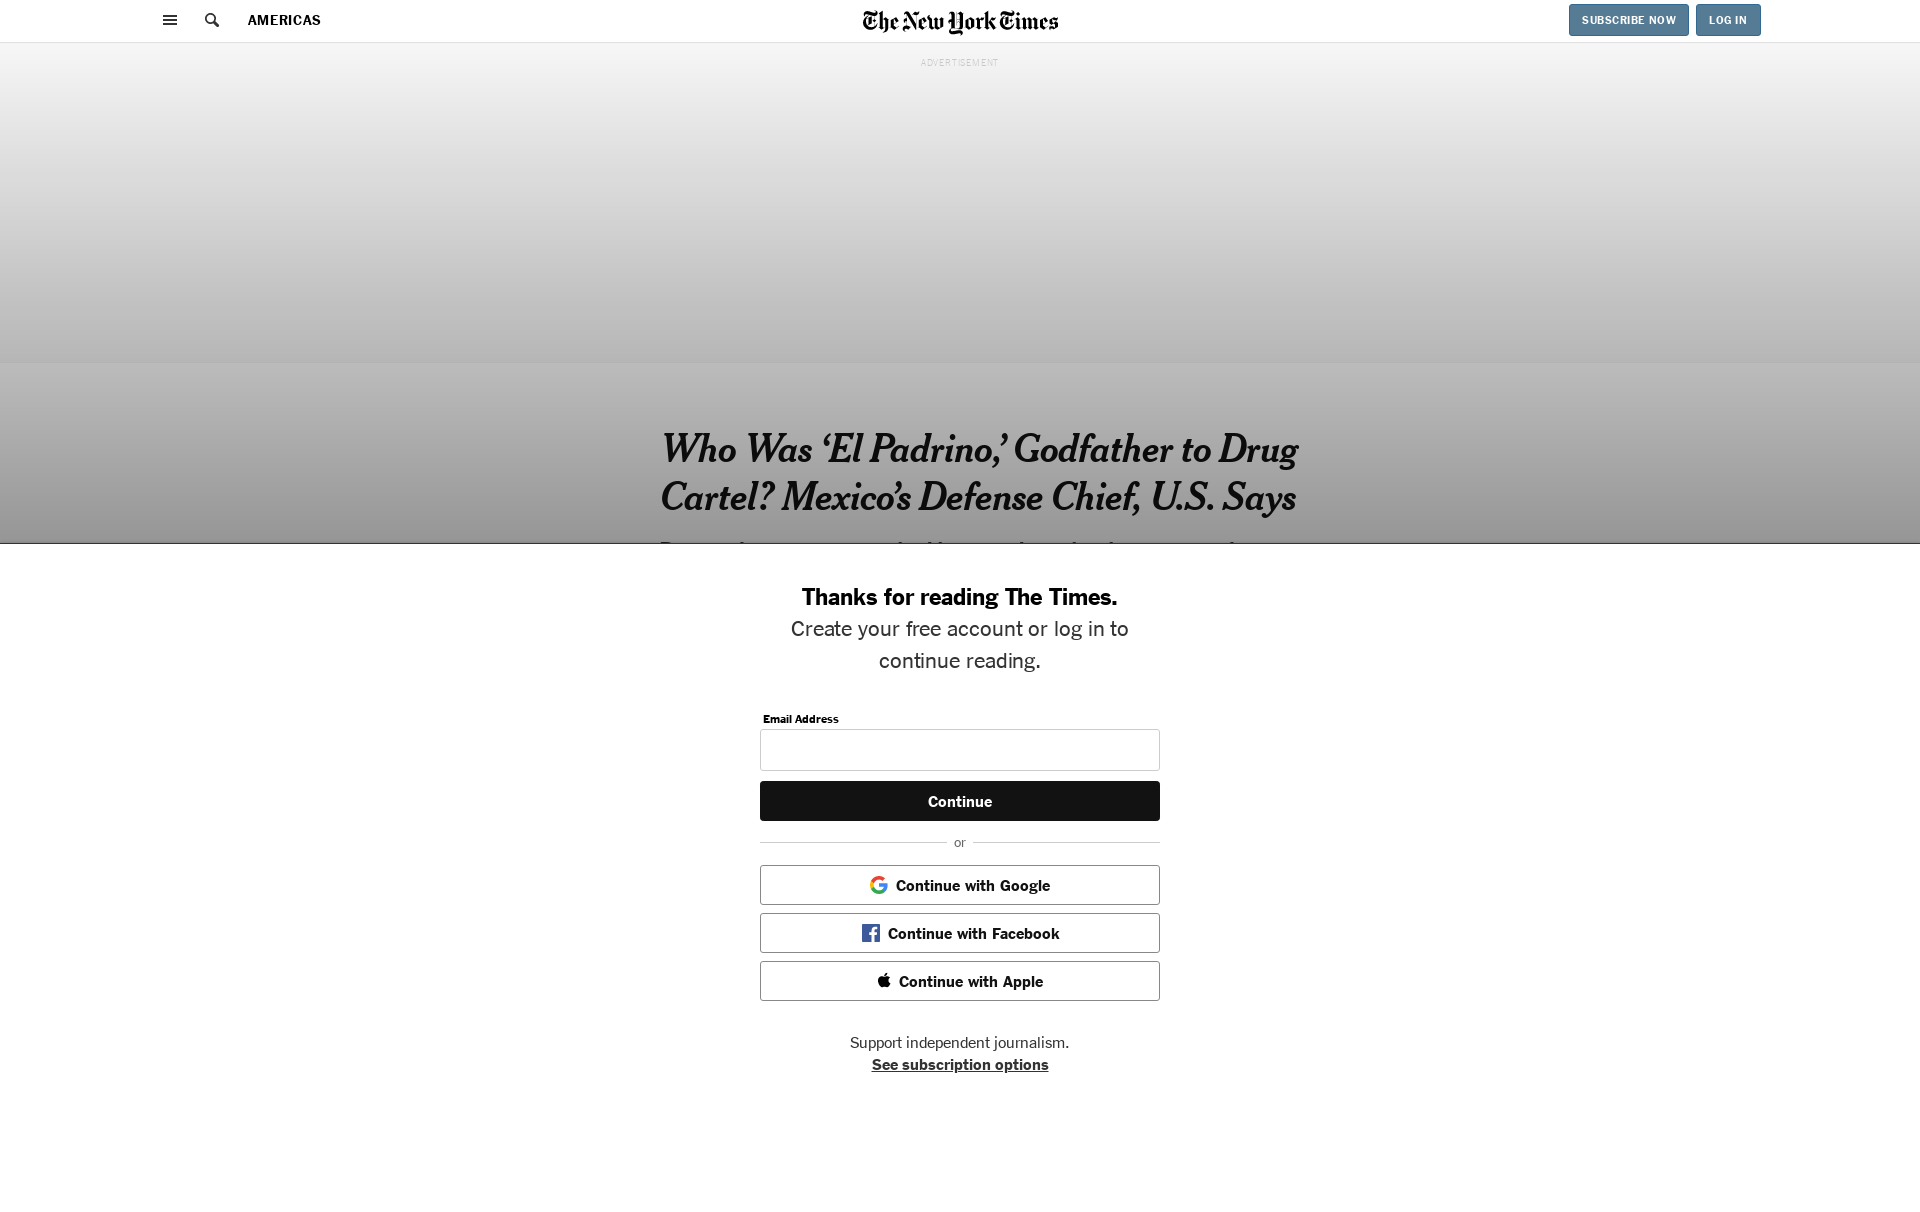 AMERICAS
The New York Times
SUBSCRIBE NOW
LOG IN
ADVERTISEMENT
Who Was ‘El Padrino,’ Godfather to Drug
Cartel? Mexico’s Defense Chief, U.S. Says
Thanks for reading The Times.
Create your free account or log in to
continue reading.
Email Address
Continue
or
Continue with Google
Continue with Facebook
Continue with Apple
Support independent journalism.
See subscription options